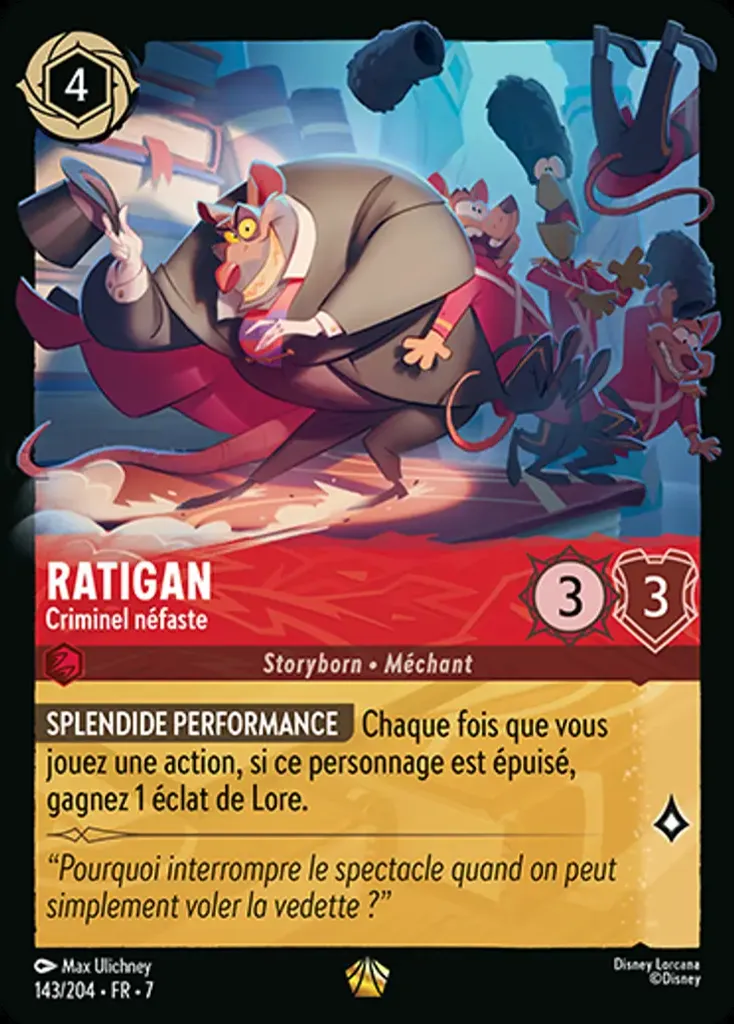 4
RATIGAN
Criminel néfaste
3
3
Storyborn • Méchant
SPLENDIDE PERFORMANCE Chaque fois que vous
jouez une action, si ce personnage est épuisé,
gagnez 1 éclat de Lore.
“Pourquoi interrompre le spectacle quand on peut
simplement voler la vedette ?”
Max Ulichney
143/204 • FR • 7
Disney Lorcana
©Disney